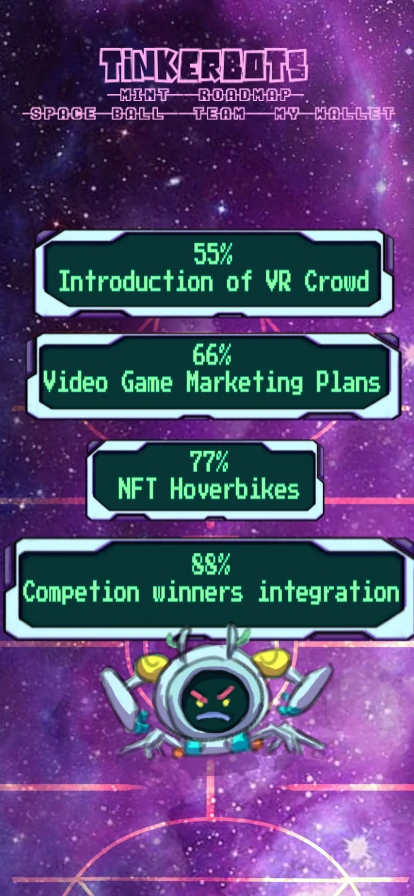 TINKERBOTS
MINT ROADMAP
SPACE BALL TEAM MY WALLET
55%
Introduction of VR Crowd
66%
Video Game Marketing Plans
77%
NFT Hoverbikes
88%
Competion winners integration